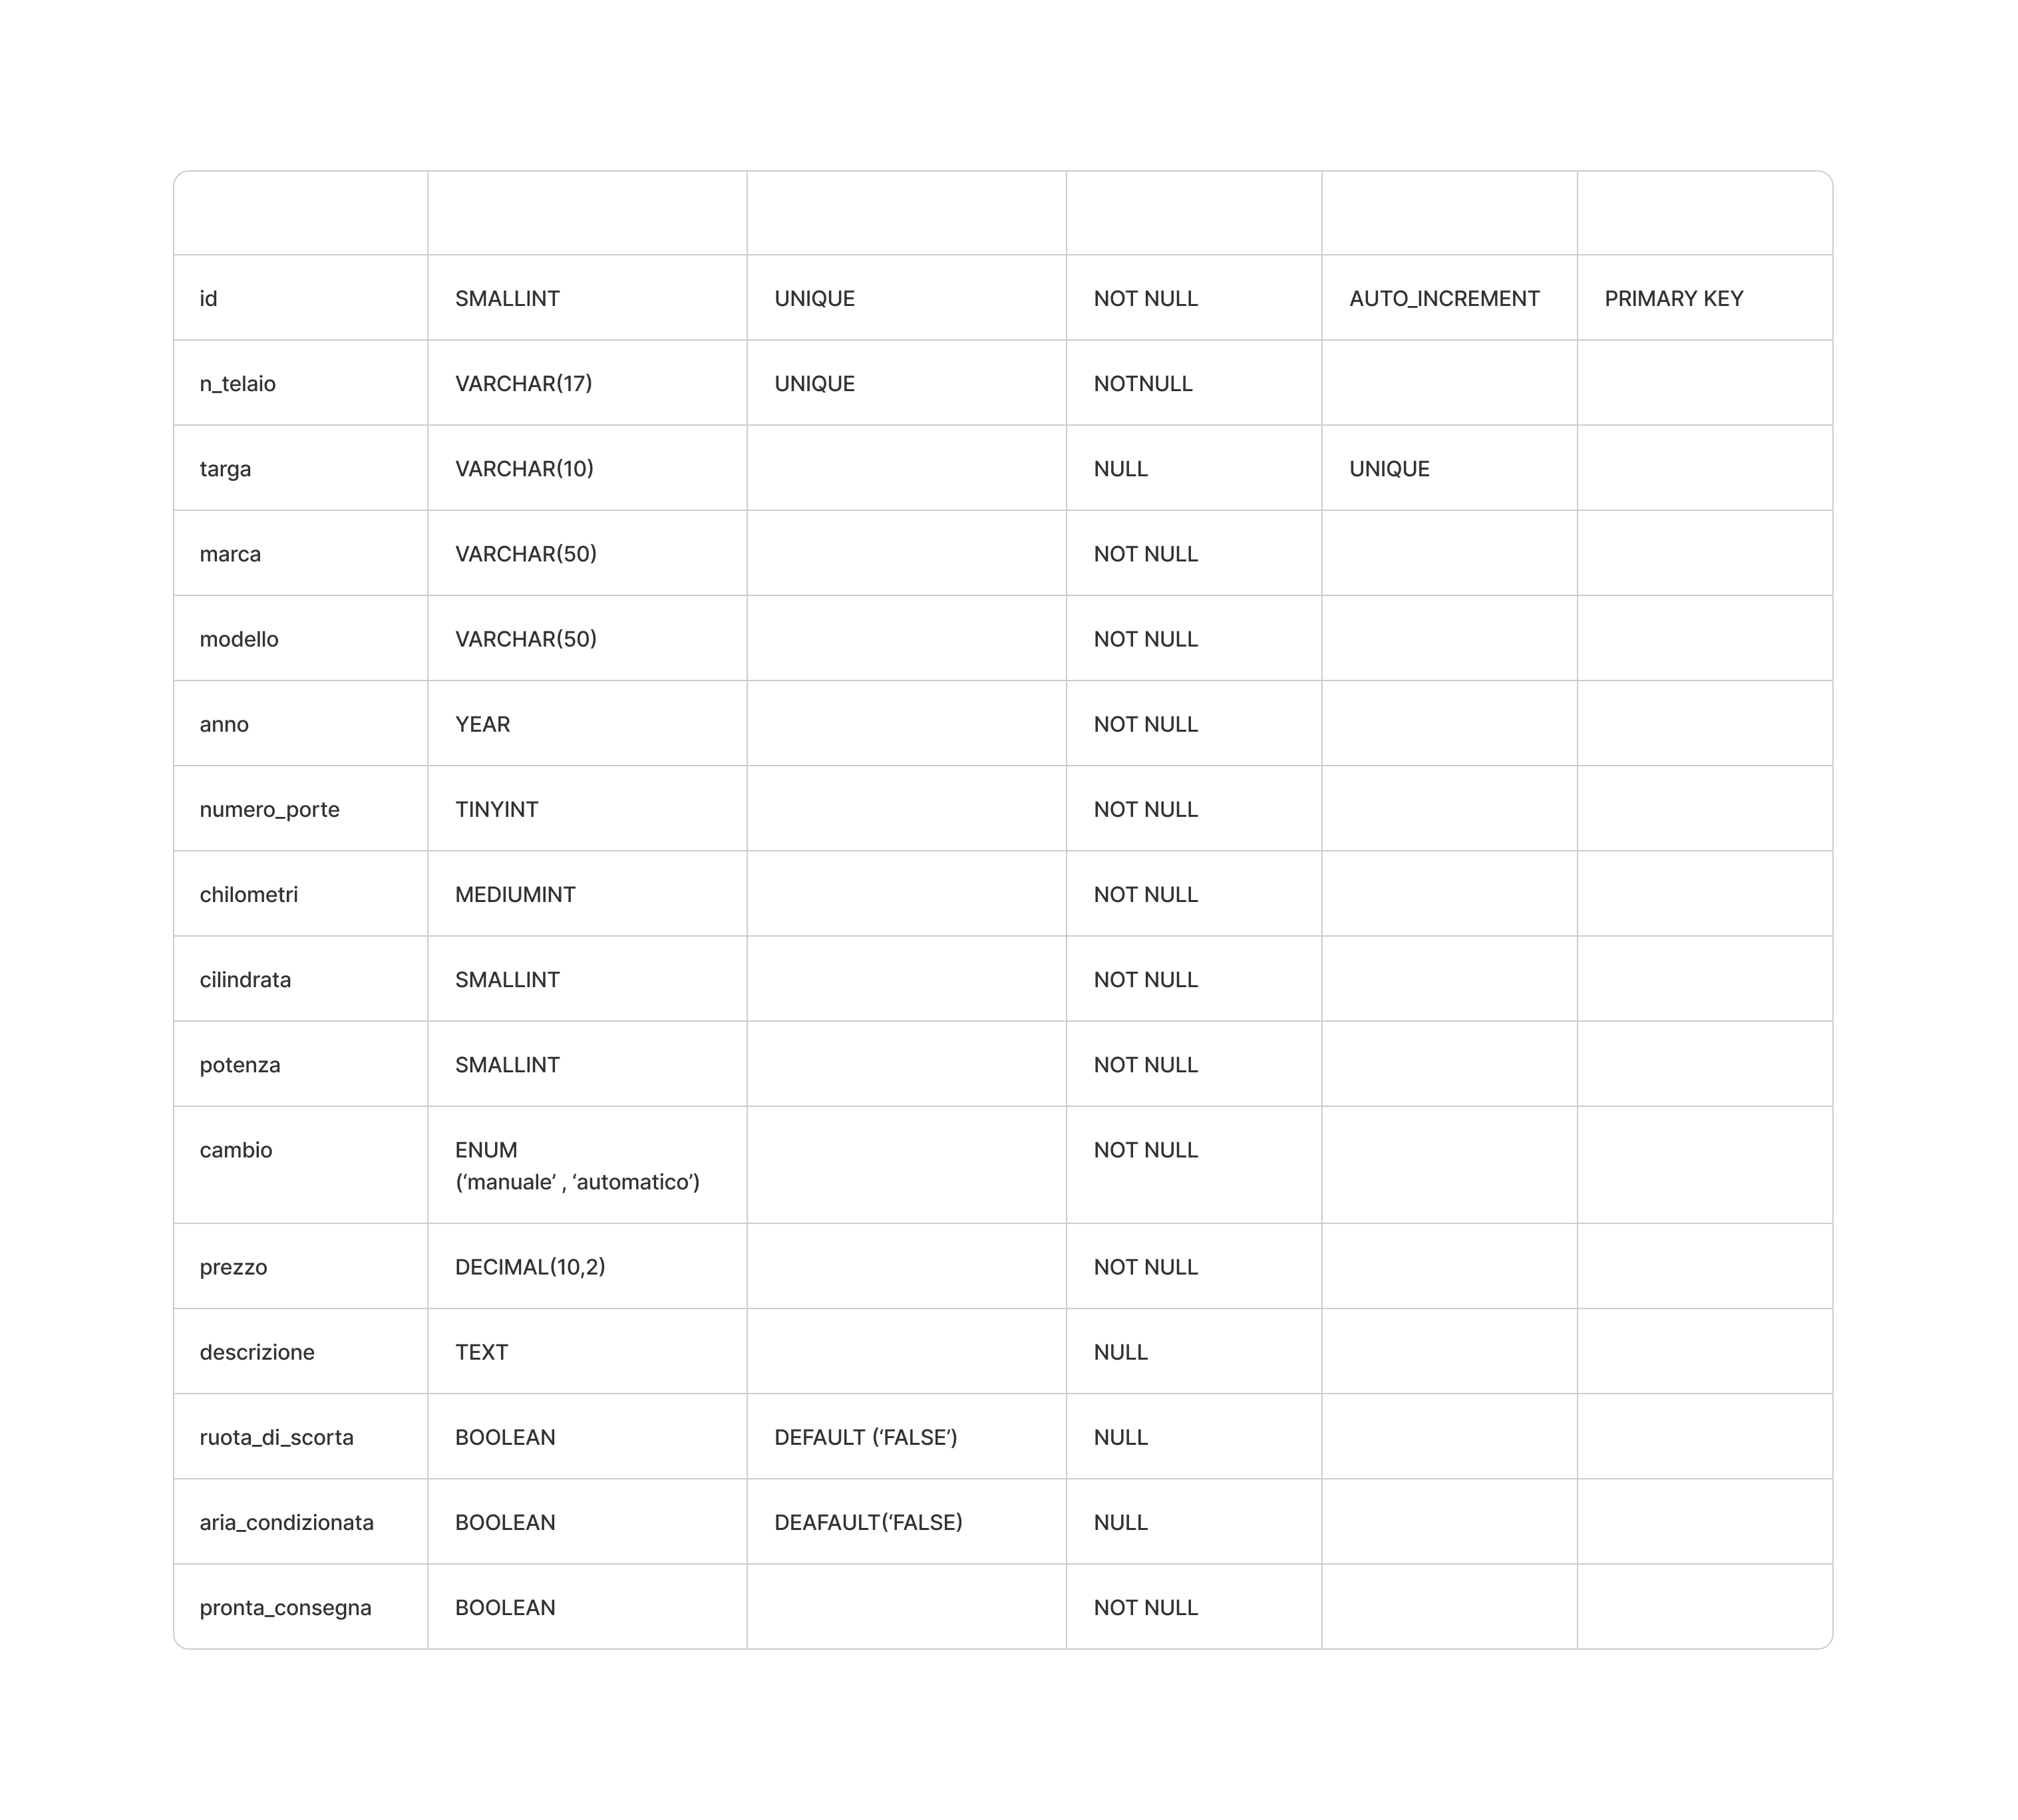 id SMALLINT UNIQUE NOT NULL AUTO_INCREMENT PRIMARY KEY
n_telaio VARCHAR(17) UNIQUE NOTNULL
targa VARCHAR(10) NULL UNIQUE
marca VARCHAR(50) NOT NULL
modello VARCHAR(50) NOT NULL
anno YEAR NOT NULL
numero_porte TINYINT NOT NULL
chilometri MEDIUMINT NOT NULL
cilindrata SMALLINT NOT NULL
potenza SMALLINT NOT NULL
cambio ENUM NOT NULL
(‘manuale’ , ‘automatico’)
prezzo DECIMAL(10,2) NOT NULL
descrizione TEXT NULL
ruota_di_scorta BOOLEAN DEFAULT (‘FALSE’) NULL
aria_condizionata BOOLEAN DEAFAULT(‘FALSE) NULL
pronta_consegna BOOLEAN NOT NULL